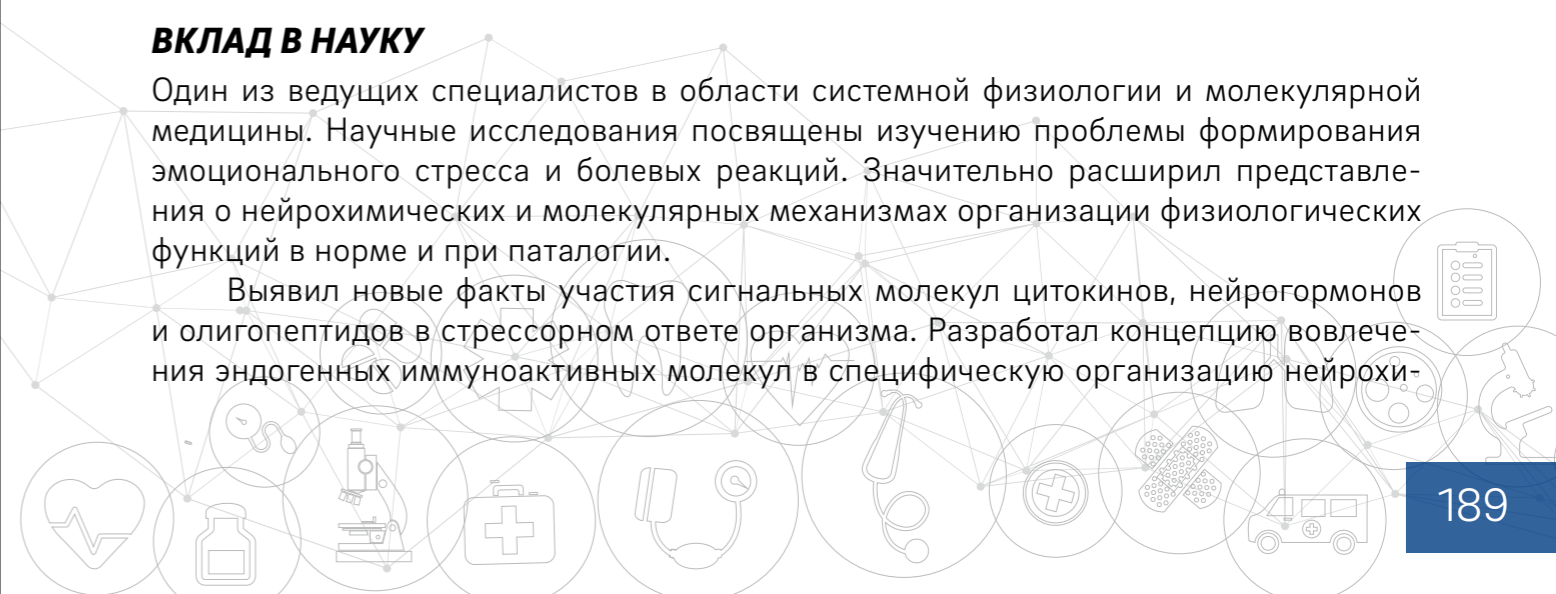 ВКЛАД В НАУКУ
Один из ведущих специалистов в области системной физиологии и молекулярной
медицины. Научные исследования посвящены изучению проблемы формирования
эмоционального стресса и болевых реакций. Значительно расширил представле-
ния о нейрохимических и молекулярных механизмах организации физиологических
функций в норме и при паталогии.
Выявил новые факты участия сигнальных молекул цитокинов, нейрогормонов
и олигопептидов в стрессорном ответе организма. Разработал концепцию вовлече-
ния эндогенных иммуноактивных молекул в специфическую организацию нейрохи-
189